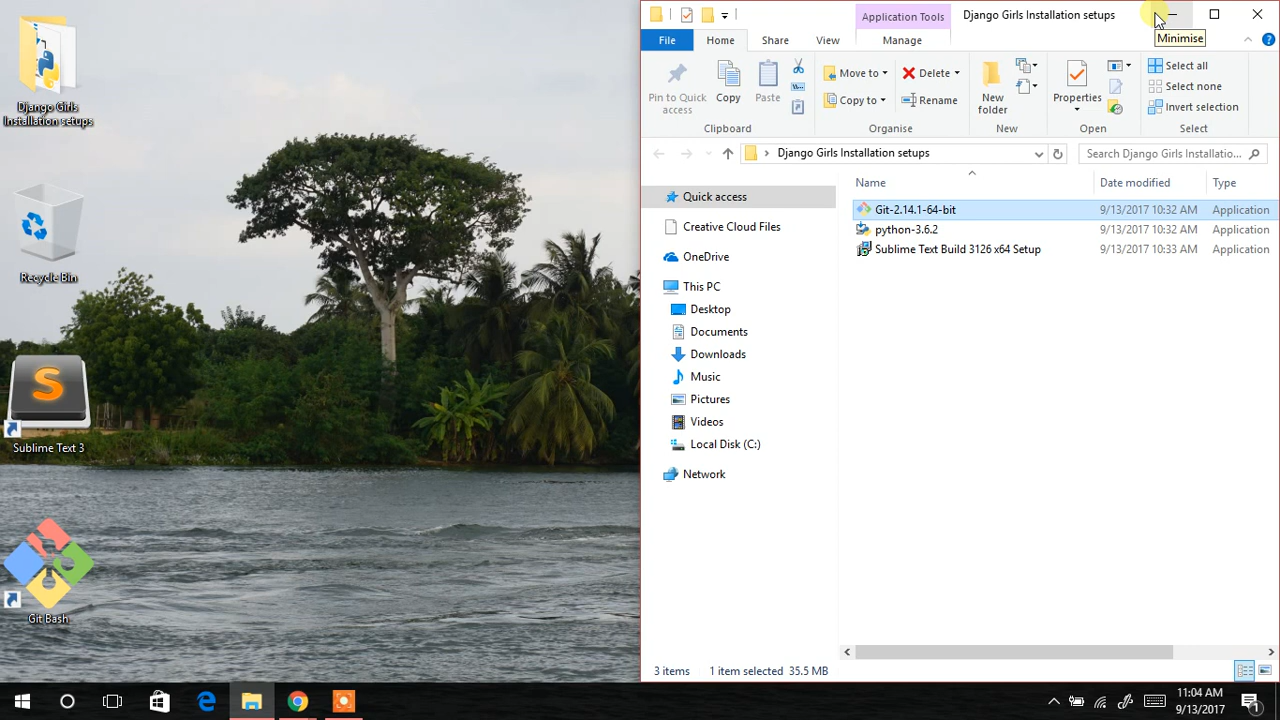 Django Girls
Installation setups
Recycle Bin
Sublime Text 3
Git Bash
Application Tools
Django Girls Installation setups
Minimise
File
Home
Share
View
Manage
Pin to Quick
access
Copy
Paste
Move to
Copy to
Delete
Rename
New
folder
Properties
Select all
Select none
Invert selection
Clipboard
Organise
New
Open
Select
Django Girls Installation setups
Search Django Girls Installatio...
Name
Date modified
Type
Quick access
Creative Cloud Files
OneDrive
This PC
Desktop
Documents
Downloads
Music
Pictures
Videos
Local Disk (C:)
Network
Git-2.14.1-64-bit 9/13/2017 10:32 AM Application
python-3.6.2 9/13/2017 10:32 AM Application
Sublime Text Build 3126 x64 Setup 9/13/2017 10:33 AM Application
3 items 1 item selected 35.5 MB
11:04 AM
9/13/2017
1